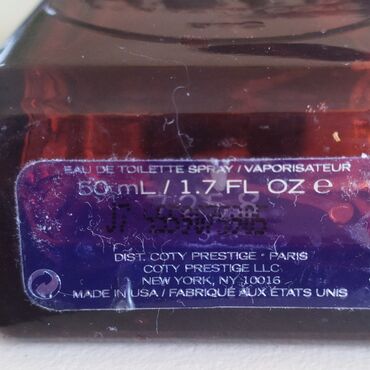 EAU DE TOILETTE SPRAY / VAPORISATEUR
50 mL / 1.7 FL OZ e
DIST. COTY PRESTIGE - PARIS
COTY PRESTIGE LLC
NEW YORK, NY 10016
MADE IN USA / FABRIQUÉ AUX ÉTATS UNIS